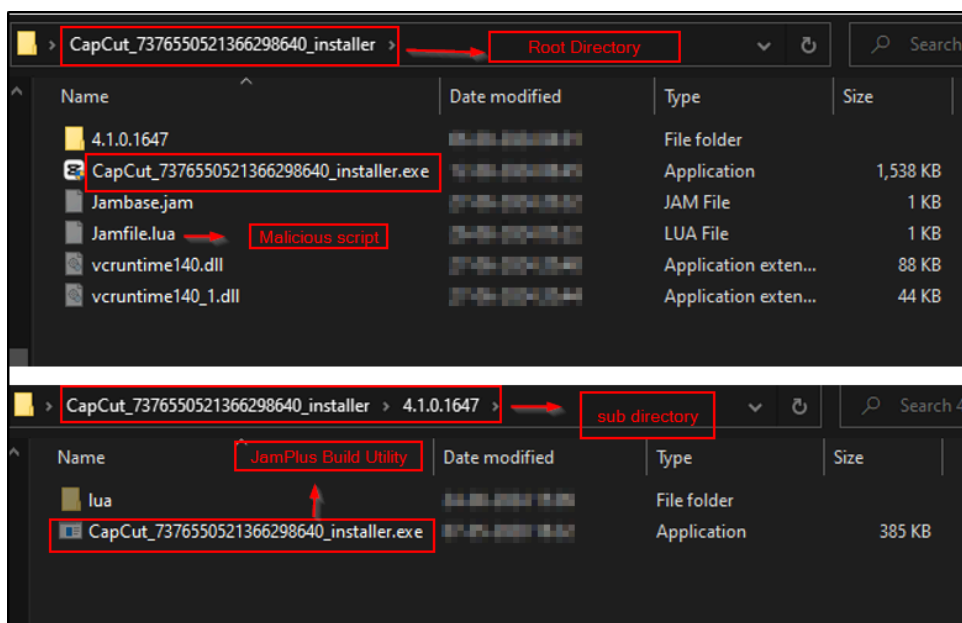 CapCut_7376550521366298640_installer Root Directory Search
Name Date modified Type Size
4.1.0.1647 File folder
CapCut_7376550521366298640_installer.exe Application 1,538 KB
Jambase.jam JAM File 1 KB
Jamfile.lua Malicious script LUA File 1 KB
vcruntime140.dll Application exten... 88 KB
vcruntime140_1.dll Application exten... 44 KB
CapCut_7376550521366298640_installer > 4.1.0.1647 > sub directory Search 4
Name JamPlus Build Utility Date modified Type Size
lua File folder
CapCut_7376550521366298640_installer.exe Application 385 KB